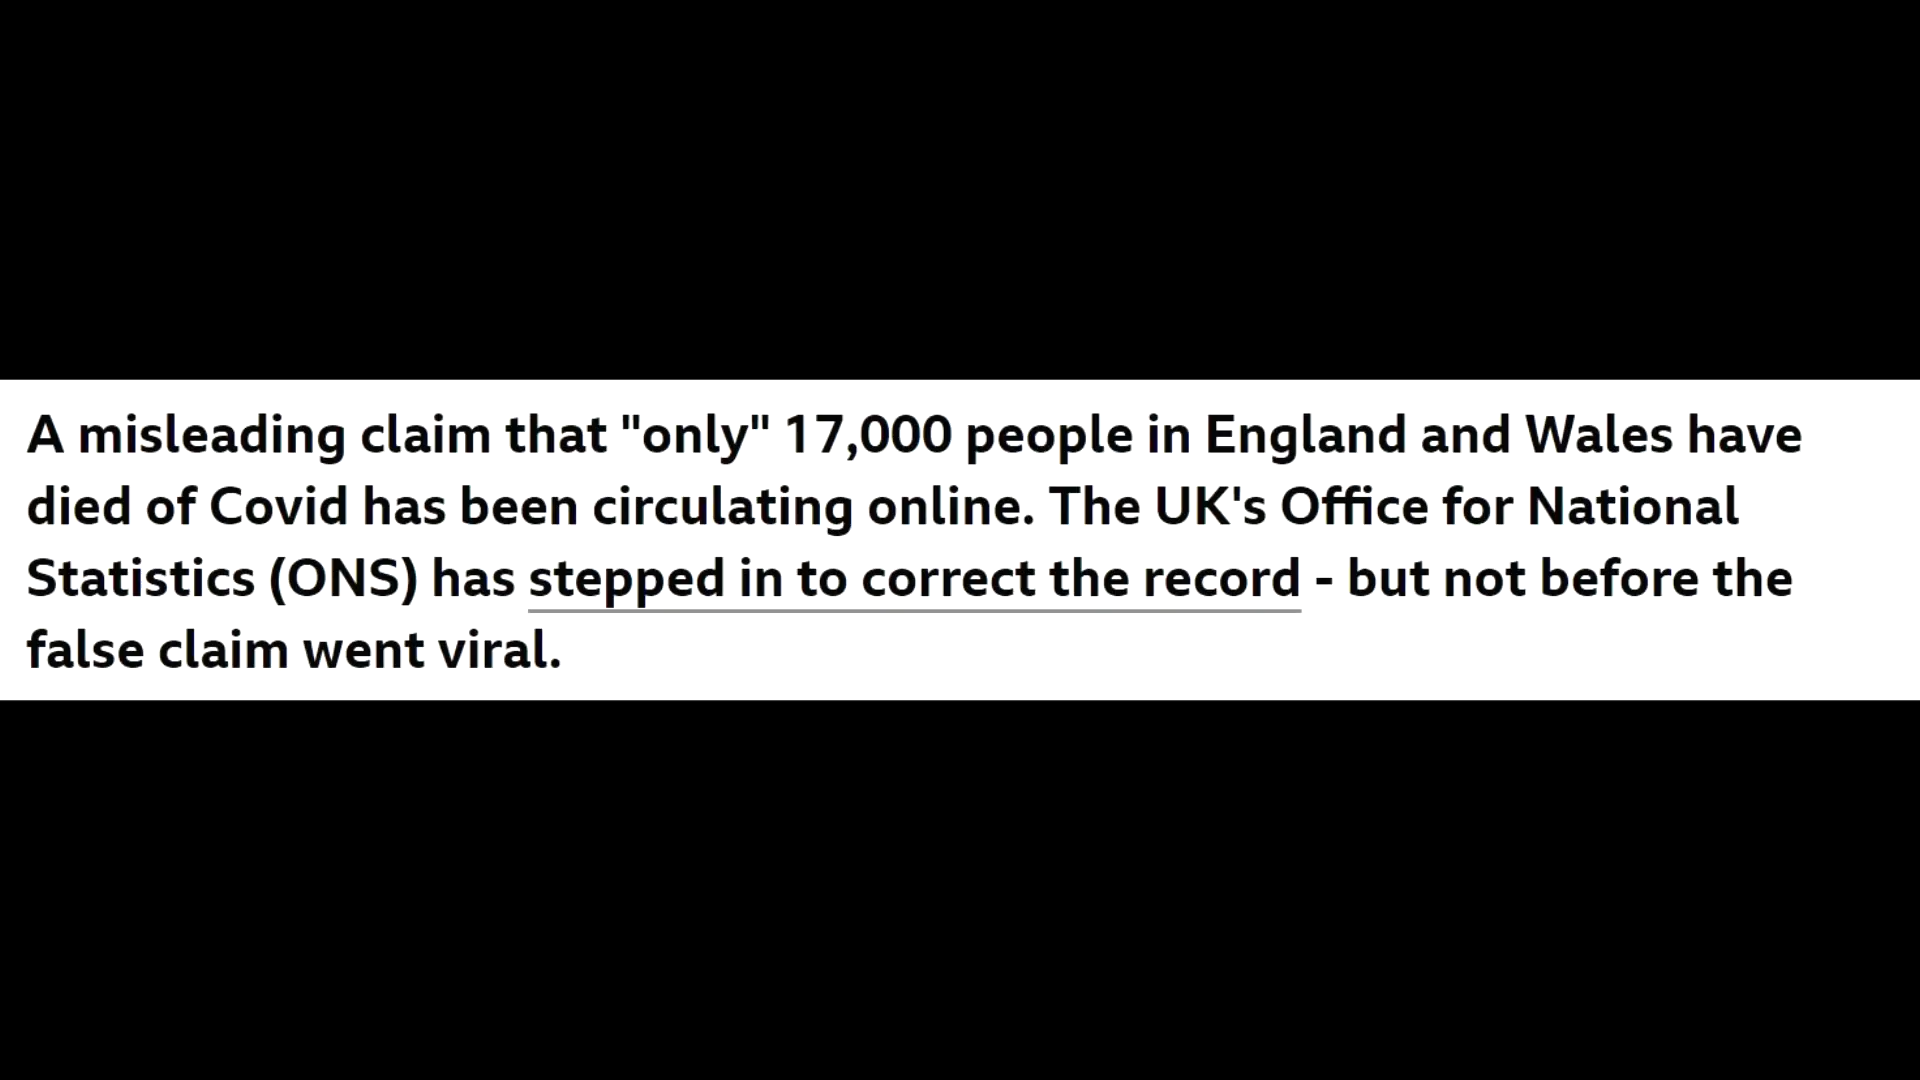 A misleading claim that "only" 17,000 people in England and Wales have
died of Covid has been circulating online. The UK's Office for National
Statistics (ONS) has stepped in to correct the record - but not before the
false claim went viral.